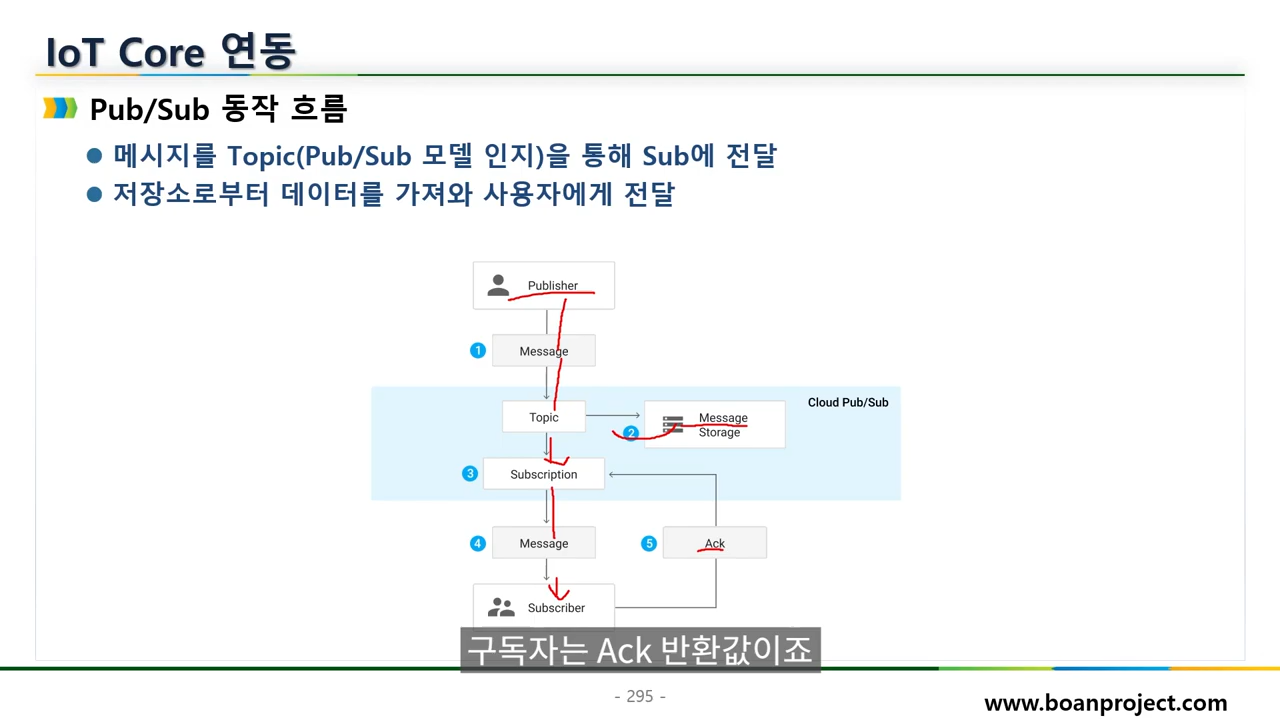 IoT Core 연동
Pub/Sub 동작 흐름
메시지를 Topic(Pub/Sub 모델 인지)을 통해 Sub에 전달
저장소로부터 데이터를 가져와 사용자에게 전달
Publisher
1 Message
Cloud Pub/Sub
Topic
2 Message
Storage
3 Subscription
4 Message
5 Ack
Subscriber
구독자는 Ack 반환값이죠
- 295 -
www.boanproject.com